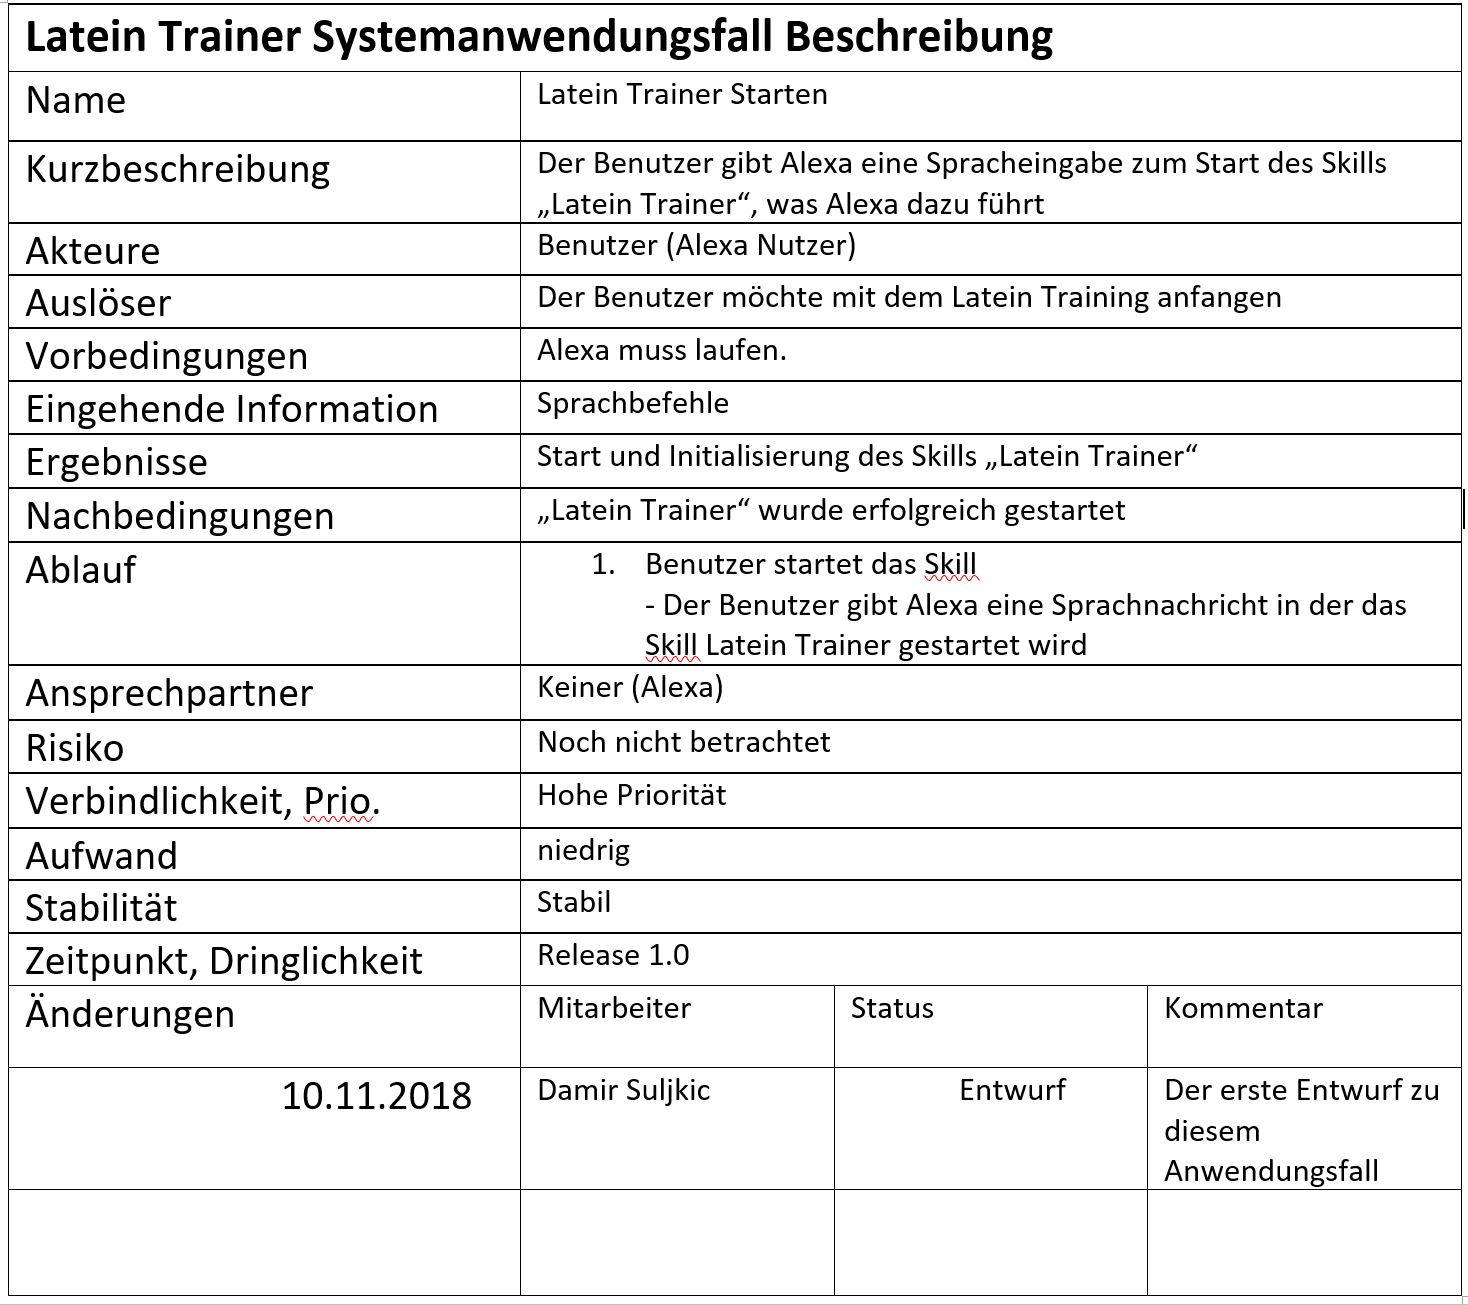 Latein Trainer Systemanwendungsfall Beschreibung
Name
Latein Trainer Starten
Kurzbeschreibung
Der Benutzer gibt Alexa eine Spracheingabe zum Start des Skills
„Latein Trainer“, was Alexa dazu führt
Akteure
Benutzer (Alexa Nutzer)
Auslöser
Der Benutzer möchte mit dem Latein Training anfangen
Vorbedingungen
Alexa muss laufen.
Eingehende Information
Sprachbefehle
Ergebnisse
Start und Initialisierung des Skills „Latein Trainer“
Nachbedingungen
„Latein Trainer“ wurde erfolgreich gestartet
Ablauf
1. Benutzer startet das Skill
- Der Benutzer gibt Alexa eine Sprachnachricht in der das
Skill Latein Trainer gestartet wird
Ansprechpartner
Keiner (Alexa)
Risiko
Noch nicht betrachtet
Verbindlichkeit, Prio.
Hohe Priorität
Aufwand
niedrig
Stabilität
Stabil
Zeitpunkt, Dringlichkeit
Release 1.0
Änderungen
Mitarbeiter
Status
Kommentar
10.11.2018
Damir Suljkic
Entwurf
Der erste Entwurf zu
diesem
Anwendungsfall